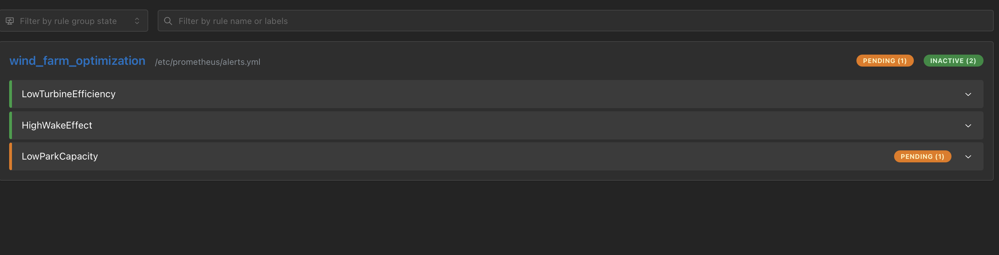 Filter by rule group state Filter by rule name or labels
wind_farm_optimization /etc/prometheus/alerts.yml PENDING (1) INACTIVE (2)
LowTurbineEfficiency
HighWakeEffect
LowParkCapacity PENDING (1)